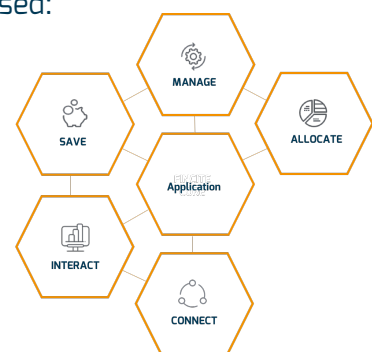 sed:
MANAGE
SAVE
ALLOCATE
Application
INTERACT
CONNECT